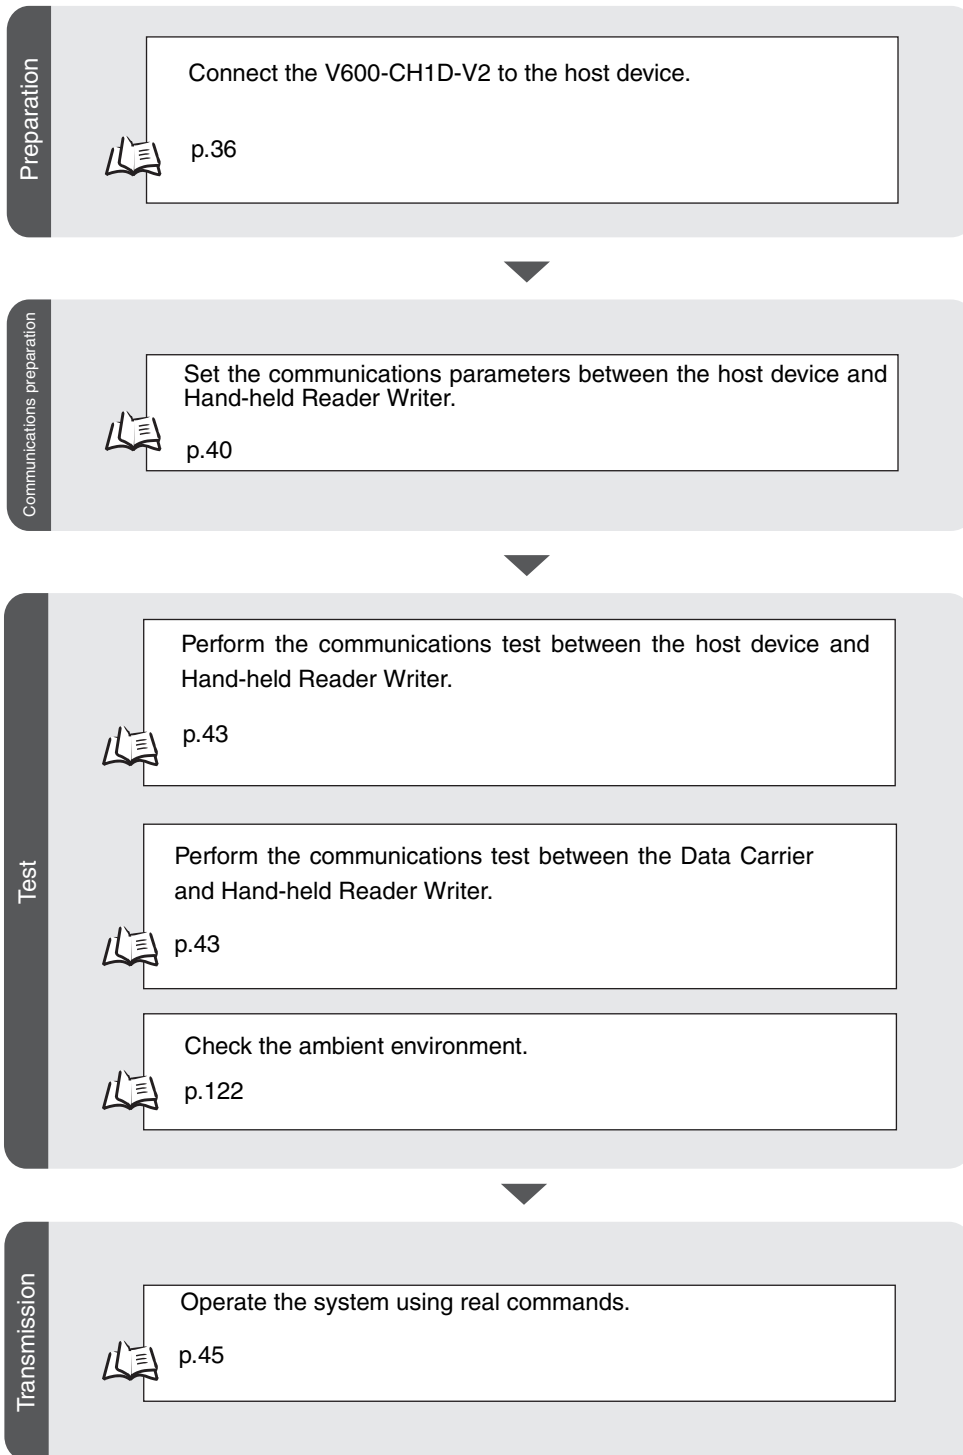 Preparation
Connect the V600-CH1D-V2 to the host device.
p.36
Communications preparation
Set the communications parameters between the host device and
Hand-held Reader Writer.
p.40
Test
Perform the communications test between the host device and
Hand-held Reader Writer.
p.43
Perform the communications test between the Data Carrier
and Hand-held Reader Writer.
p.43
Check the ambient environment.
p.122
Transmission
Operate the system using real commands.
p.45